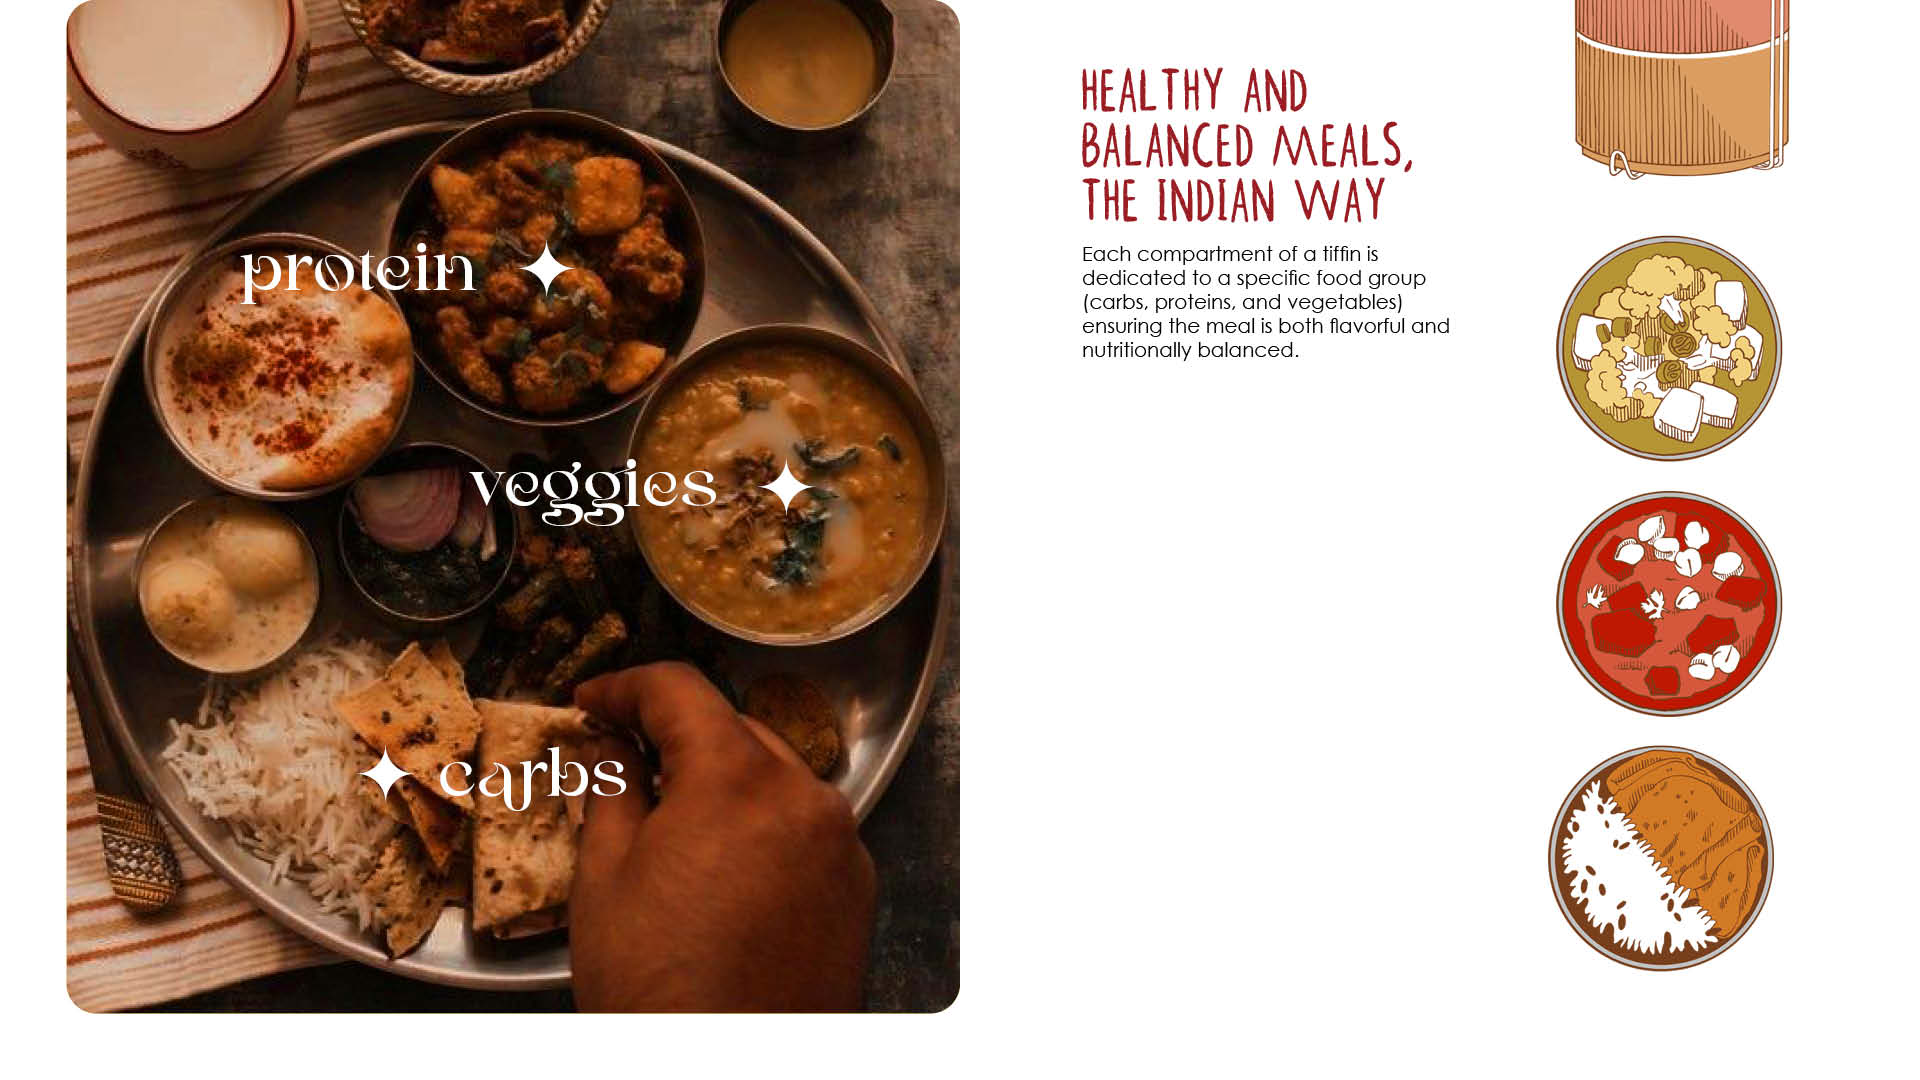 protein
veggies
carbs
HEALTHY AND
BALANCED MEALS,
THE INDIAN WAY
Each compartment of a tiffin is
dedicated to a specific food group
(carbs, proteins, and vegetables)
ensuring the meal is both flavorful and
nutritionally balanced.